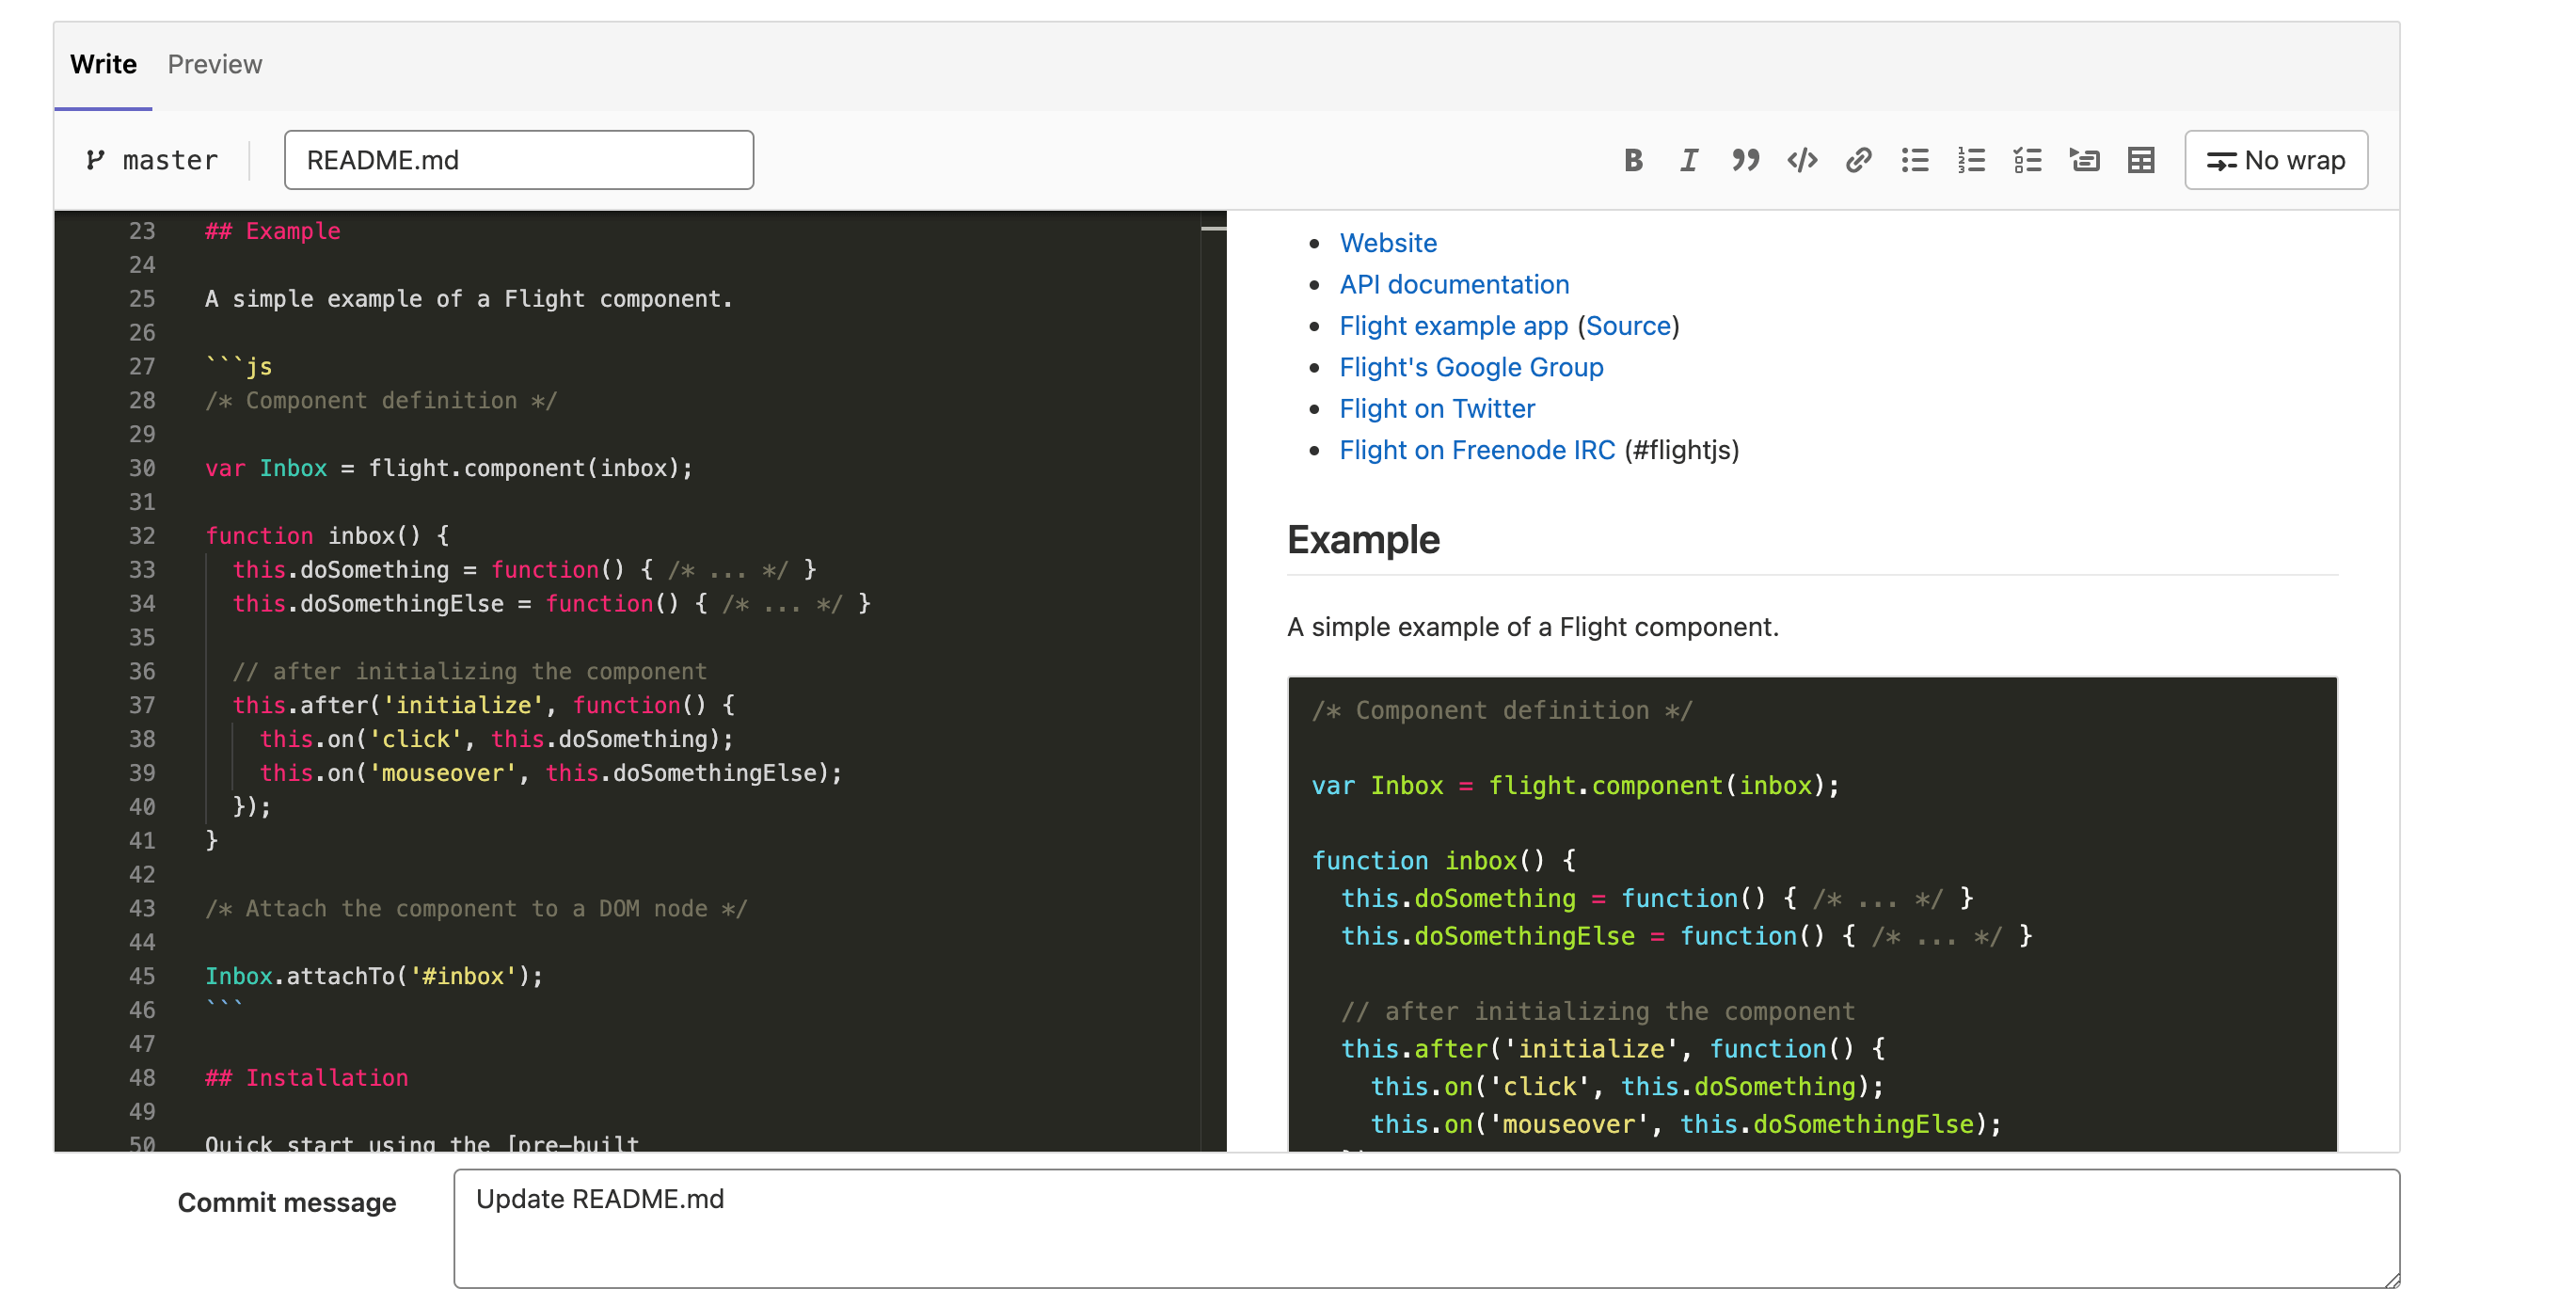 Write Preview
master README.md No wrap
23 ## Example
24
25 A simple example of a Flight component.
26
27 ```js
28 /* Component definition */
29
30 var Inbox = flight.component(inbox);
31
32 function inbox() {
33   this.doSomething = function() { /* ... */ }
34   this.doSomethingElse = function() { /* ... */ }
35
36   // after initializing the component
37   this.after('initialize', function() {
38     this.on('click', this.doSomething);
39     this.on('mouseover', this.doSomethingElse);
40   });
41 }
42
43 /* Attach the component to a DOM node */
44
45 Inbox.attachTo('#inbox');
46 ```
47
48 ## Installation
49
50 Quick start using the [pre-built
• Website
• API documentation
• Flight example app (Source)
• Flight's Google Group
• Flight on Twitter
• Flight on Freenode IRC (#flightjs)
Example
A simple example of a Flight component.
/* Component definition */
var Inbox = flight.component(inbox);
function inbox() {
  this.doSomething = function() { /* ... */ }
  this.doSomethingElse = function() { /* ... */ }
  // after initializing the component
  this.after('initialize', function() {
    this.on('click', this.doSomething);
    this.on('mouseover', this.doSomethingElse);
Commit message
Update README.md